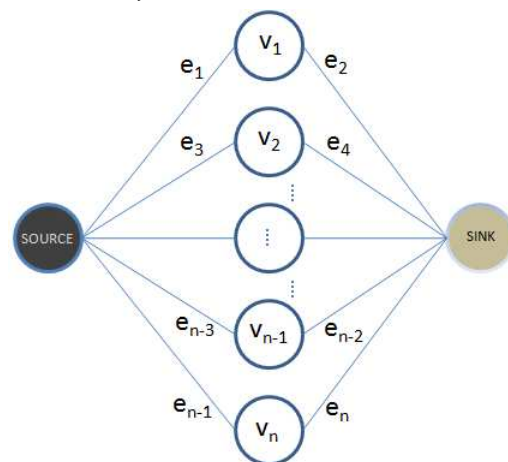 v1
e1
e2
v2
e3
e4
SOURCE
SINK
vn-1
en-3
en-2
en-1
en
vn